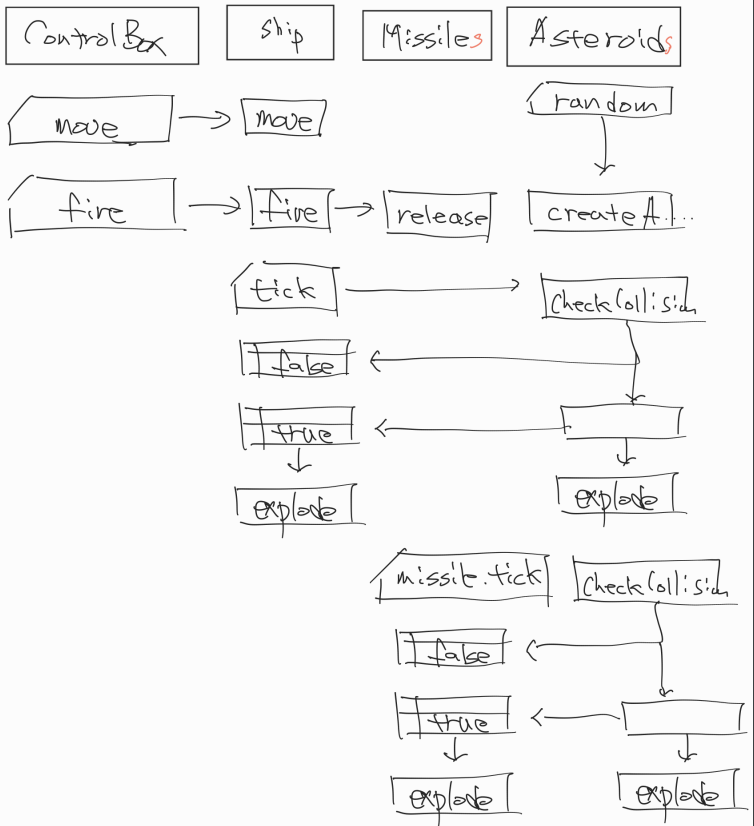 ControlBox
Ship
Missiles
Asteroids
move
move
random
fire
fire
release
createA....
tick
CheckCollision
false
true
explode
explode
missile.tick
CheckCollision
false
true
explode
explode